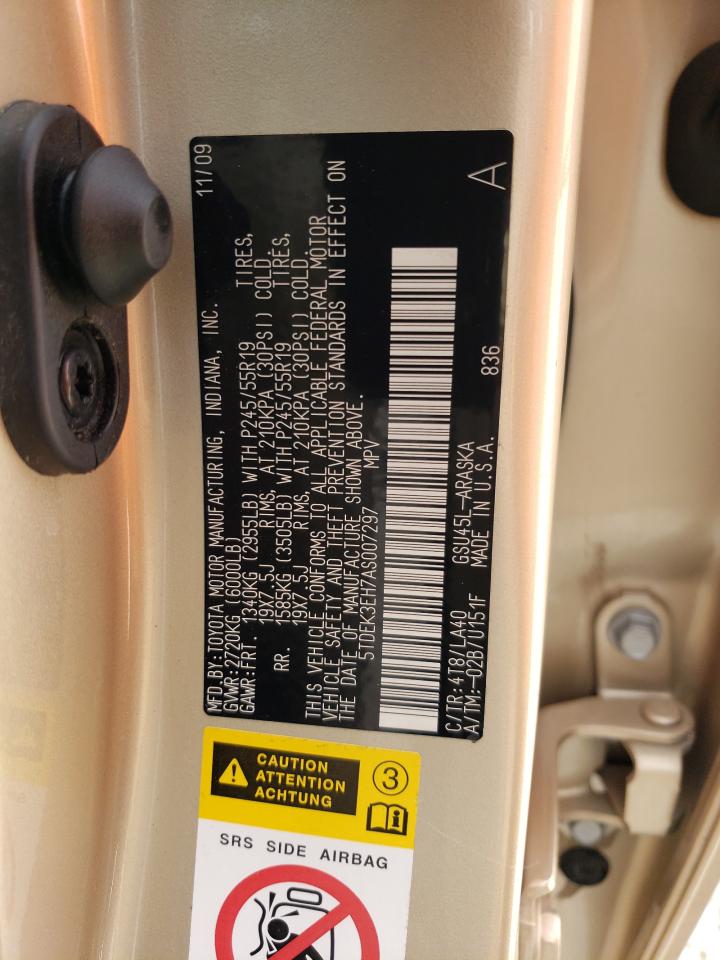 MFD.BY:TOYOTA MOTOR MANUFACTURING, INDIANA, INC. 11/09
GVWR:2720KG (6000LB)
GAWR:FRT. 1340KG (2955LB) WITH P245/55R19 TIRES,
19X7.5J RIMS, AT 210KPA (30PSI) COLD.
RR. 1585KG (3505LB) WITH P245/55R19 TIRES,
19X7.5J RIMS, AT 210KPA (30PSI) COLD.
THIS VEHICLE CONFORMS TO ALL APPLICABLE FEDERAL MOTOR
VEHICLE SAFETY AND THEFT PREVENTION STANDARDS IN EFFECT ON
THE DATE OF MANUFACTURE SHOWN ABOVE.
5TDEK3EH7AS007297 MPV
C/TR:4T8/LA40 GSU45L-ARASKA
A/TM:-02B/U151F MADE IN U.S.A. 836 A
CAUTION
ATTENTION
ACHTUNG
3
i
SRS SIDE AIRBAG